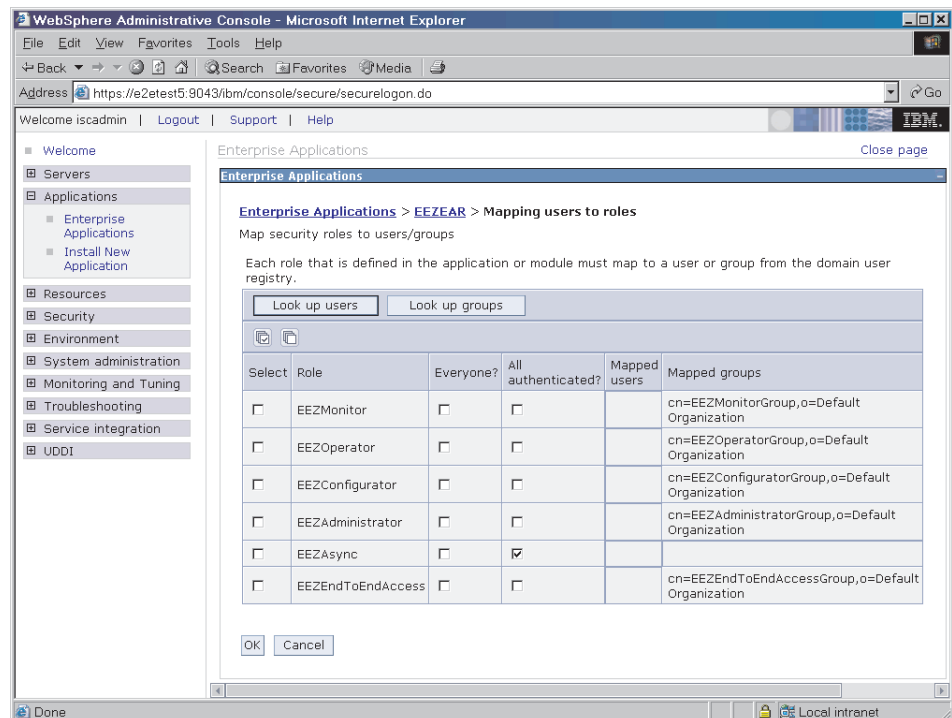 WebSphere Administrative Console - Microsoft Internet Explorer
File Edit View Favorites Tools Help
Back Search Favorites Media
Address https://e2etest5:9043/ibm/console/secure/securelogon.do Go
Welcome iscadmin | Logout | Support | Help IBM.
Welcome
Servers
Applications
Enterprise
Applications
Install New
Application
Resources
Security
Environment
System administration
Monitoring and Tuning
Troubleshooting
Service integration
UDDI
Enterprise Applications Close page
Enterprise Applications
Enterprise Applications > EEZEAR > Mapping users to roles
Map security roles to users/groups
Each role that is defined in the application or module must map to a user or group from the domain user
registry.
Look up users Look up groups
Select Role Everyone? All authenticated? Mapped users Mapped groups
EEZMonitor cn=EEZMonitorGroup,o=Default
Organization
EEZOperator cn=EEZOperatorGroup,o=Default
Organization
EEZConfigurator cn=EEZConfiguratorGroup,o=Default
Organization
EEZAdministrator cn=EEZAdministratorGroup,o=Default
Organization
EEZAsync
EEZEndToEndAccess cn=EEZEndToEndAccessGroup,o=Default
Organization
OK Cancel
Done Local intranet